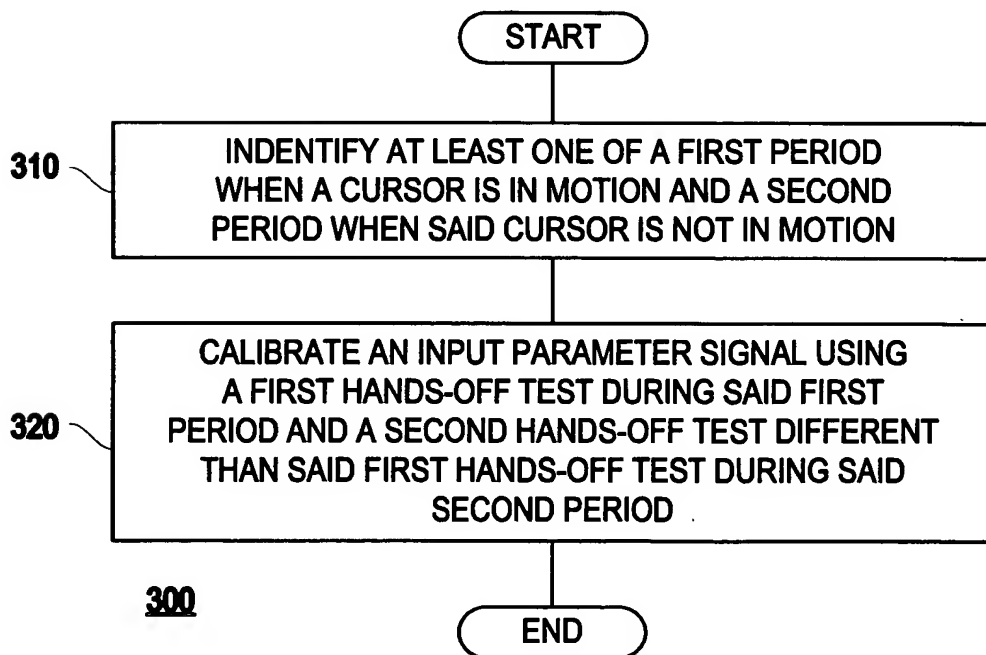 START
310
INDENTIFY AT LEAST ONE OF A FIRST PERIOD
WHEN A CURSOR IS IN MOTION AND A SECOND
PERIOD WHEN SAID CURSOR IS NOT IN MOTION
320
CALIBRATE AN INPUT PARAMETER SIGNAL USING
A FIRST HANDS-OFF TEST DURING SAID FIRST
PERIOD AND A SECOND HANDS-OFF TEST DIFFERENT
THAN SAID FIRST HANDS-OFF TEST DURING SAID
SECOND PERIOD
300
END